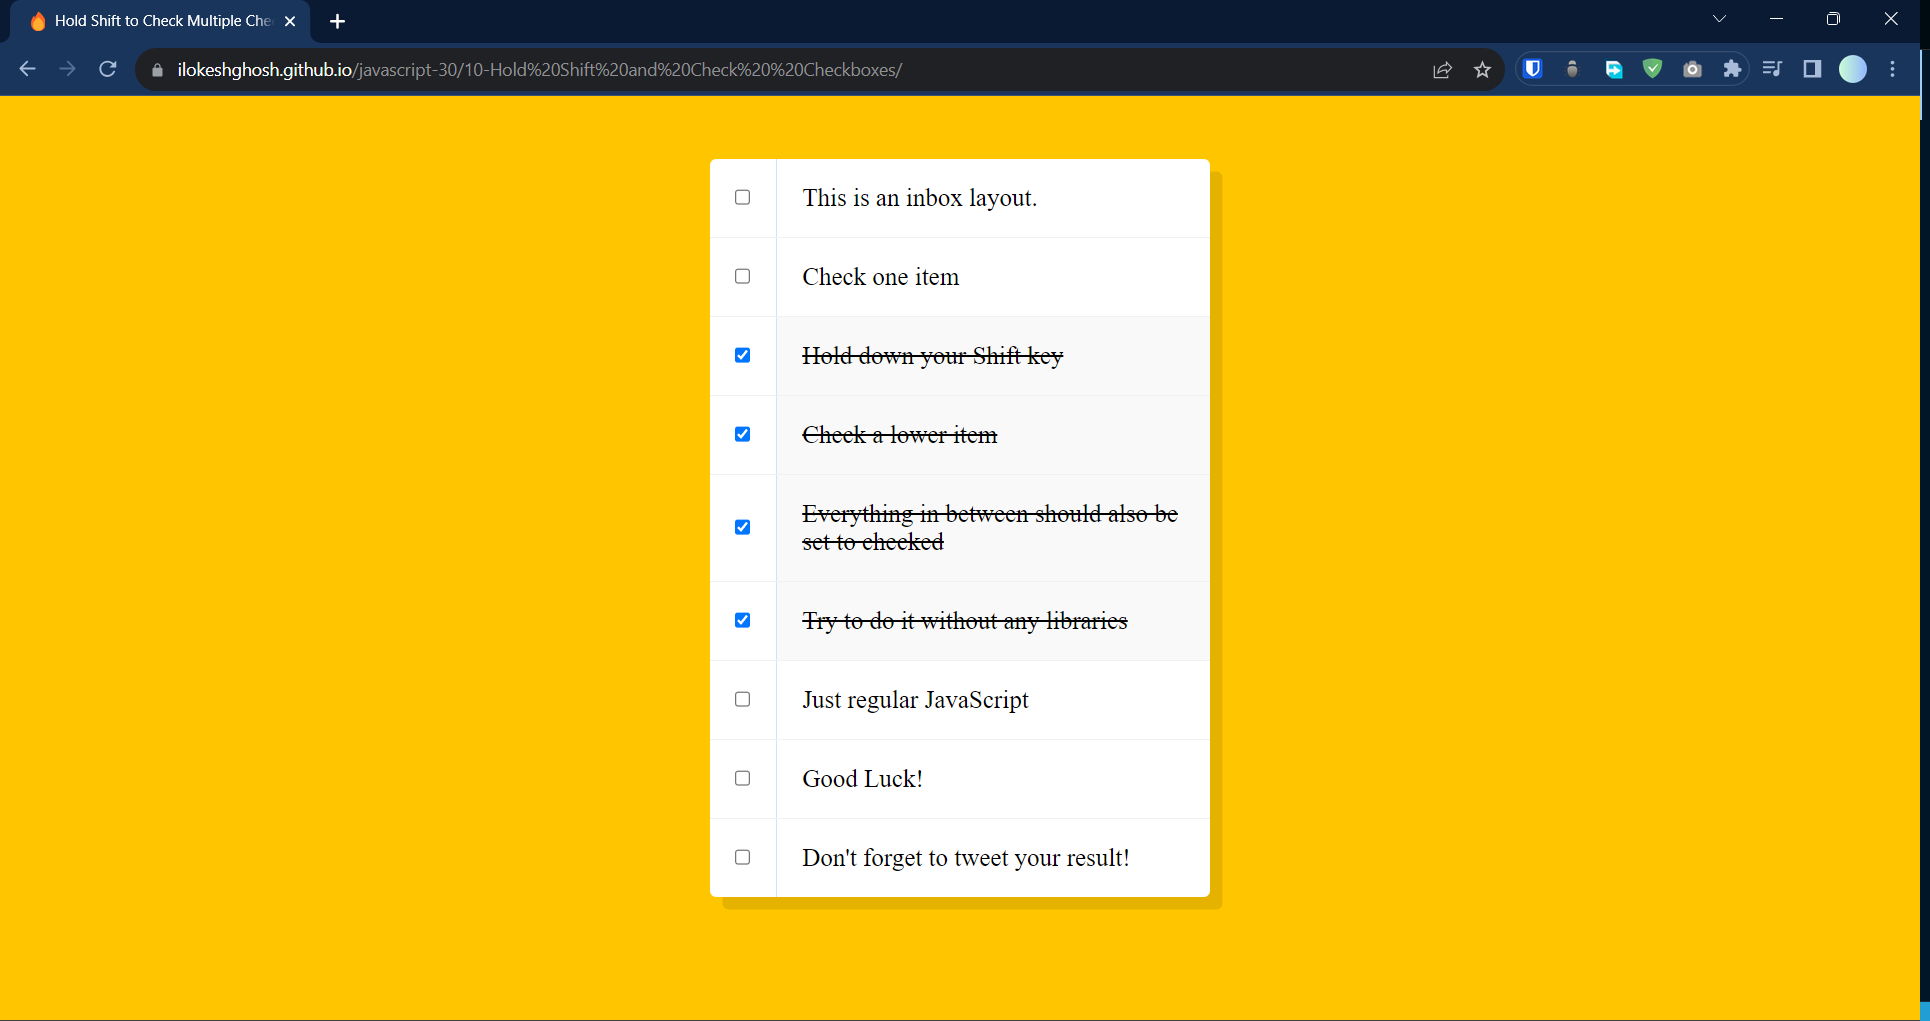 Hold Shift to Check Multiple Che
ilokeshghosh.github.io/javascript-30/10-Hold%20Shift%20and%20Check%20%20Checkboxes/
This is an inbox layout.
Check one item
Hold down your Shift key
Check a lower item
Everything in between should also be
set to checked
Try to do it without any libraries
Just regular JavaScript
Good Luck!
Don't forget to tweet your result!